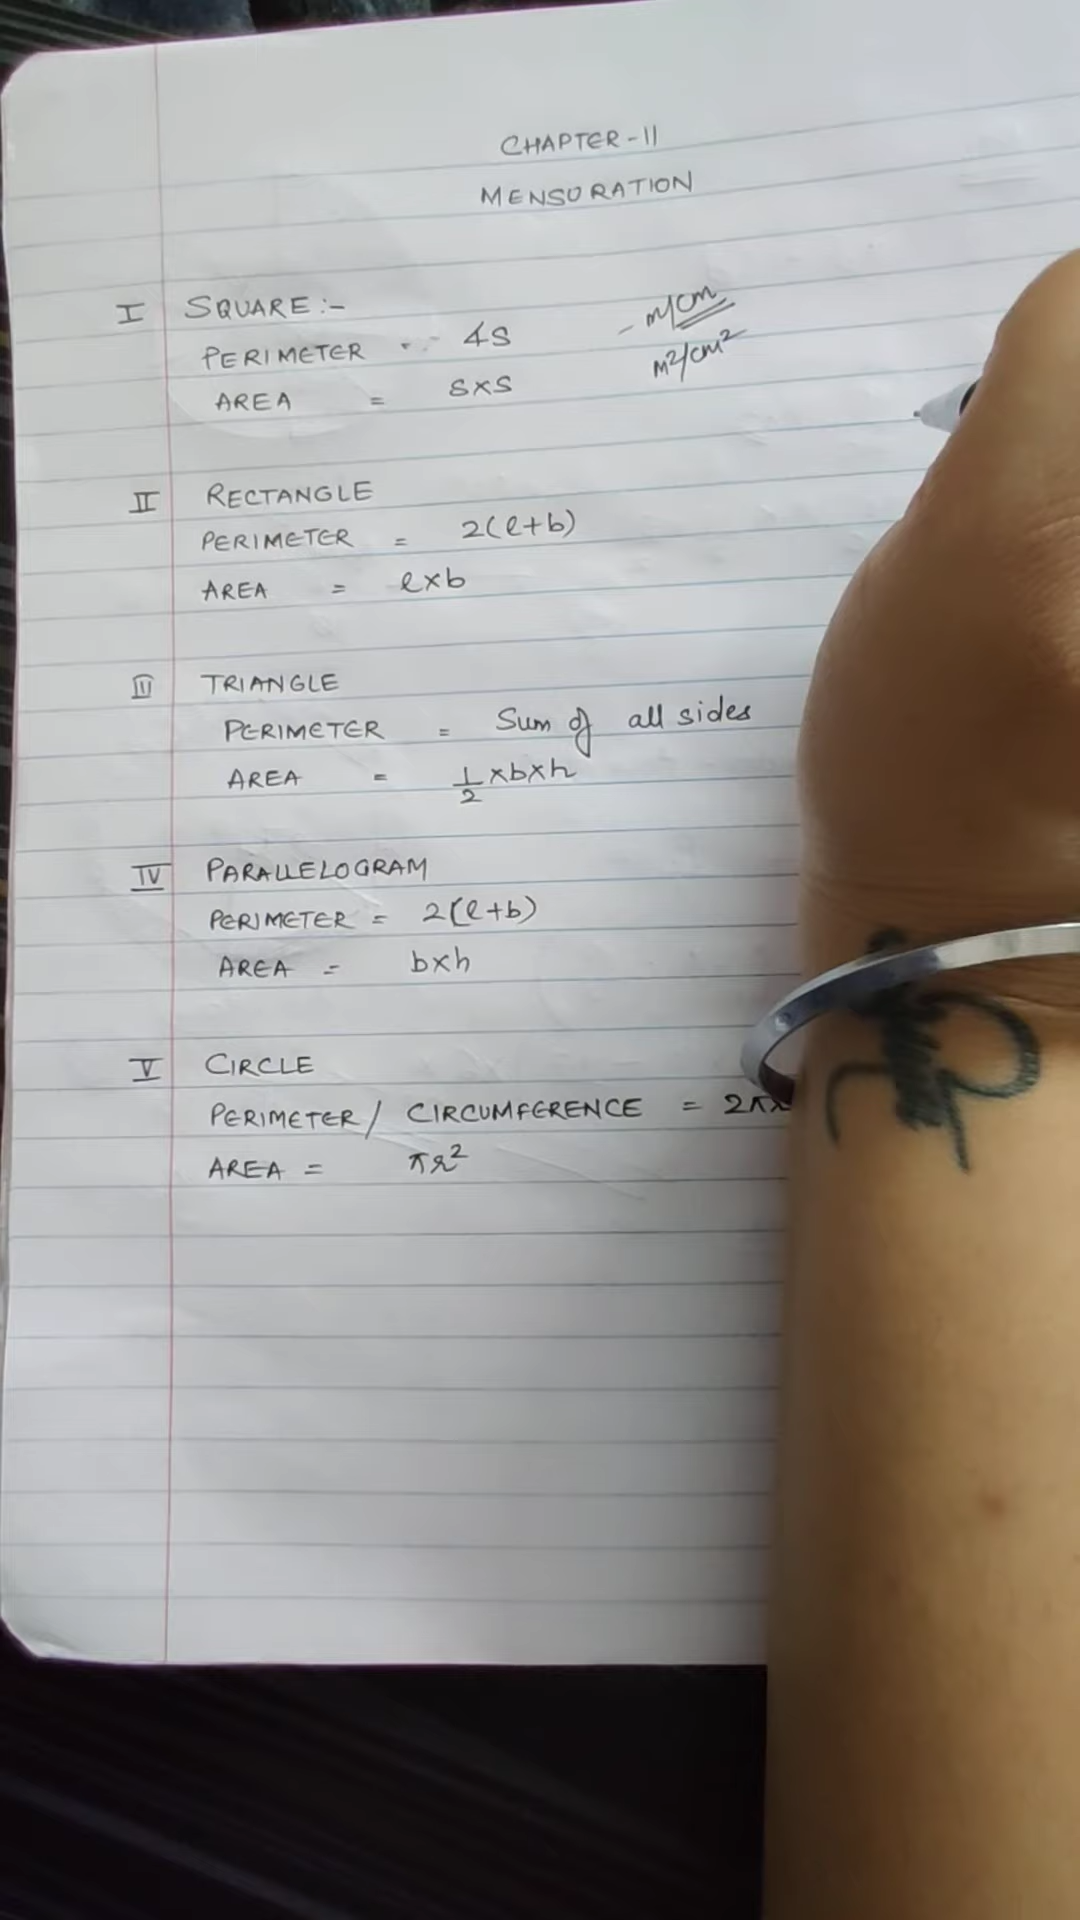 CHAPTER-11
MENSURATION
I SQUARE:-
PERIMETER = 4S - m/cm
AREA = S×S m²/cm²
II RECTANGLE
PERIMETER = 2(l+b)
AREA = l×b
III TRIANGLE
PERIMETER = Sum of all sides
AREA = 1/2 ×b×h
IV PARALLELOGRAM
PERIMETER = 2(l+b)
AREA = b×h
V CIRCLE
PERIMETER/ CIRCUMFERENCE = 2πr
AREA = πr²